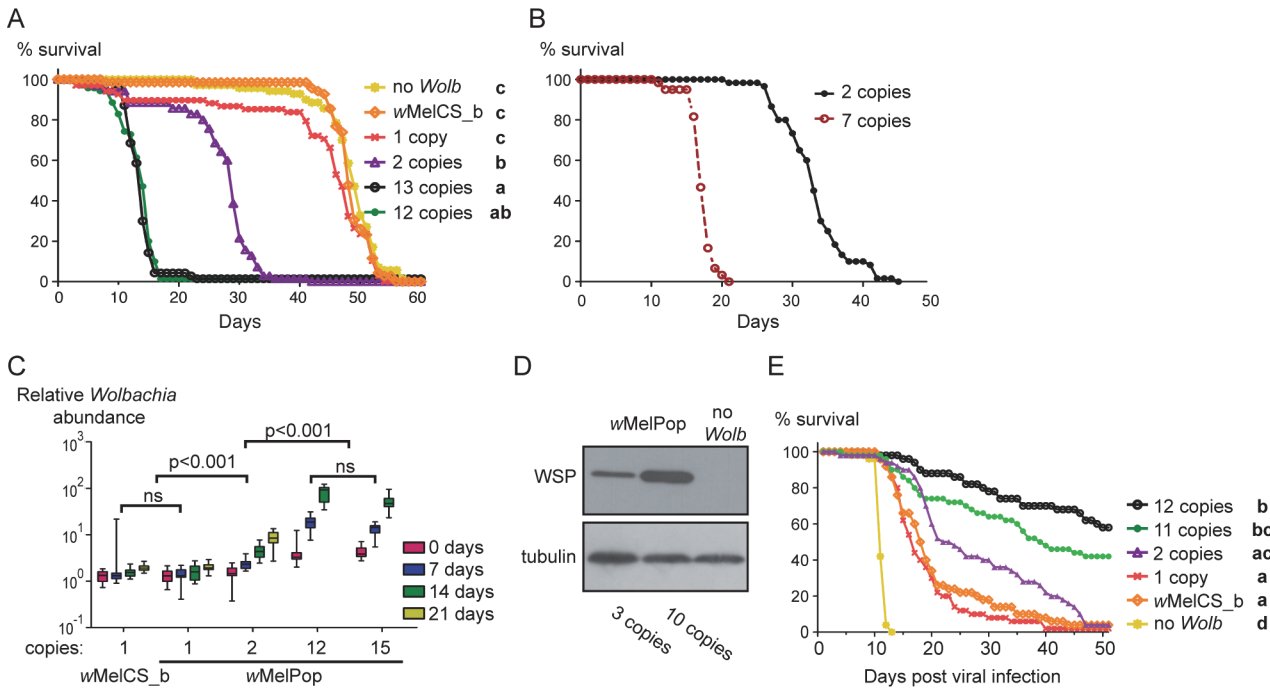 A
% survival
100
80
60
40
20
0
0 10 20 30 40 50 60
Days
no Wolb c
wMelCS_b c
1 copy c
2 copies b
13 copies a
12 copies ab
B
% survival
100
80
60
40
20
0
0 10 20 30 40 50
Days
2 copies
7 copies
C
Relative Wolbachia
abundance
10³
10²
10¹
10⁰
10⁻¹
ns
p<0.001
p<0.001
ns
0 days
7 days
14 days
21 days
copies: 1 1 2 12 15
wMelCS_b wMelPop
D
wMelPop
no
Wolb
WSP
tubulin
3 copies
10 copies
E
% survival
100
80
60
40
20
0
0 10 20 30 40 50
Days post viral infection
12 copies b
11 copies bc
2 copies ac
1 copy a
wMelCS_b a
no Wolb d